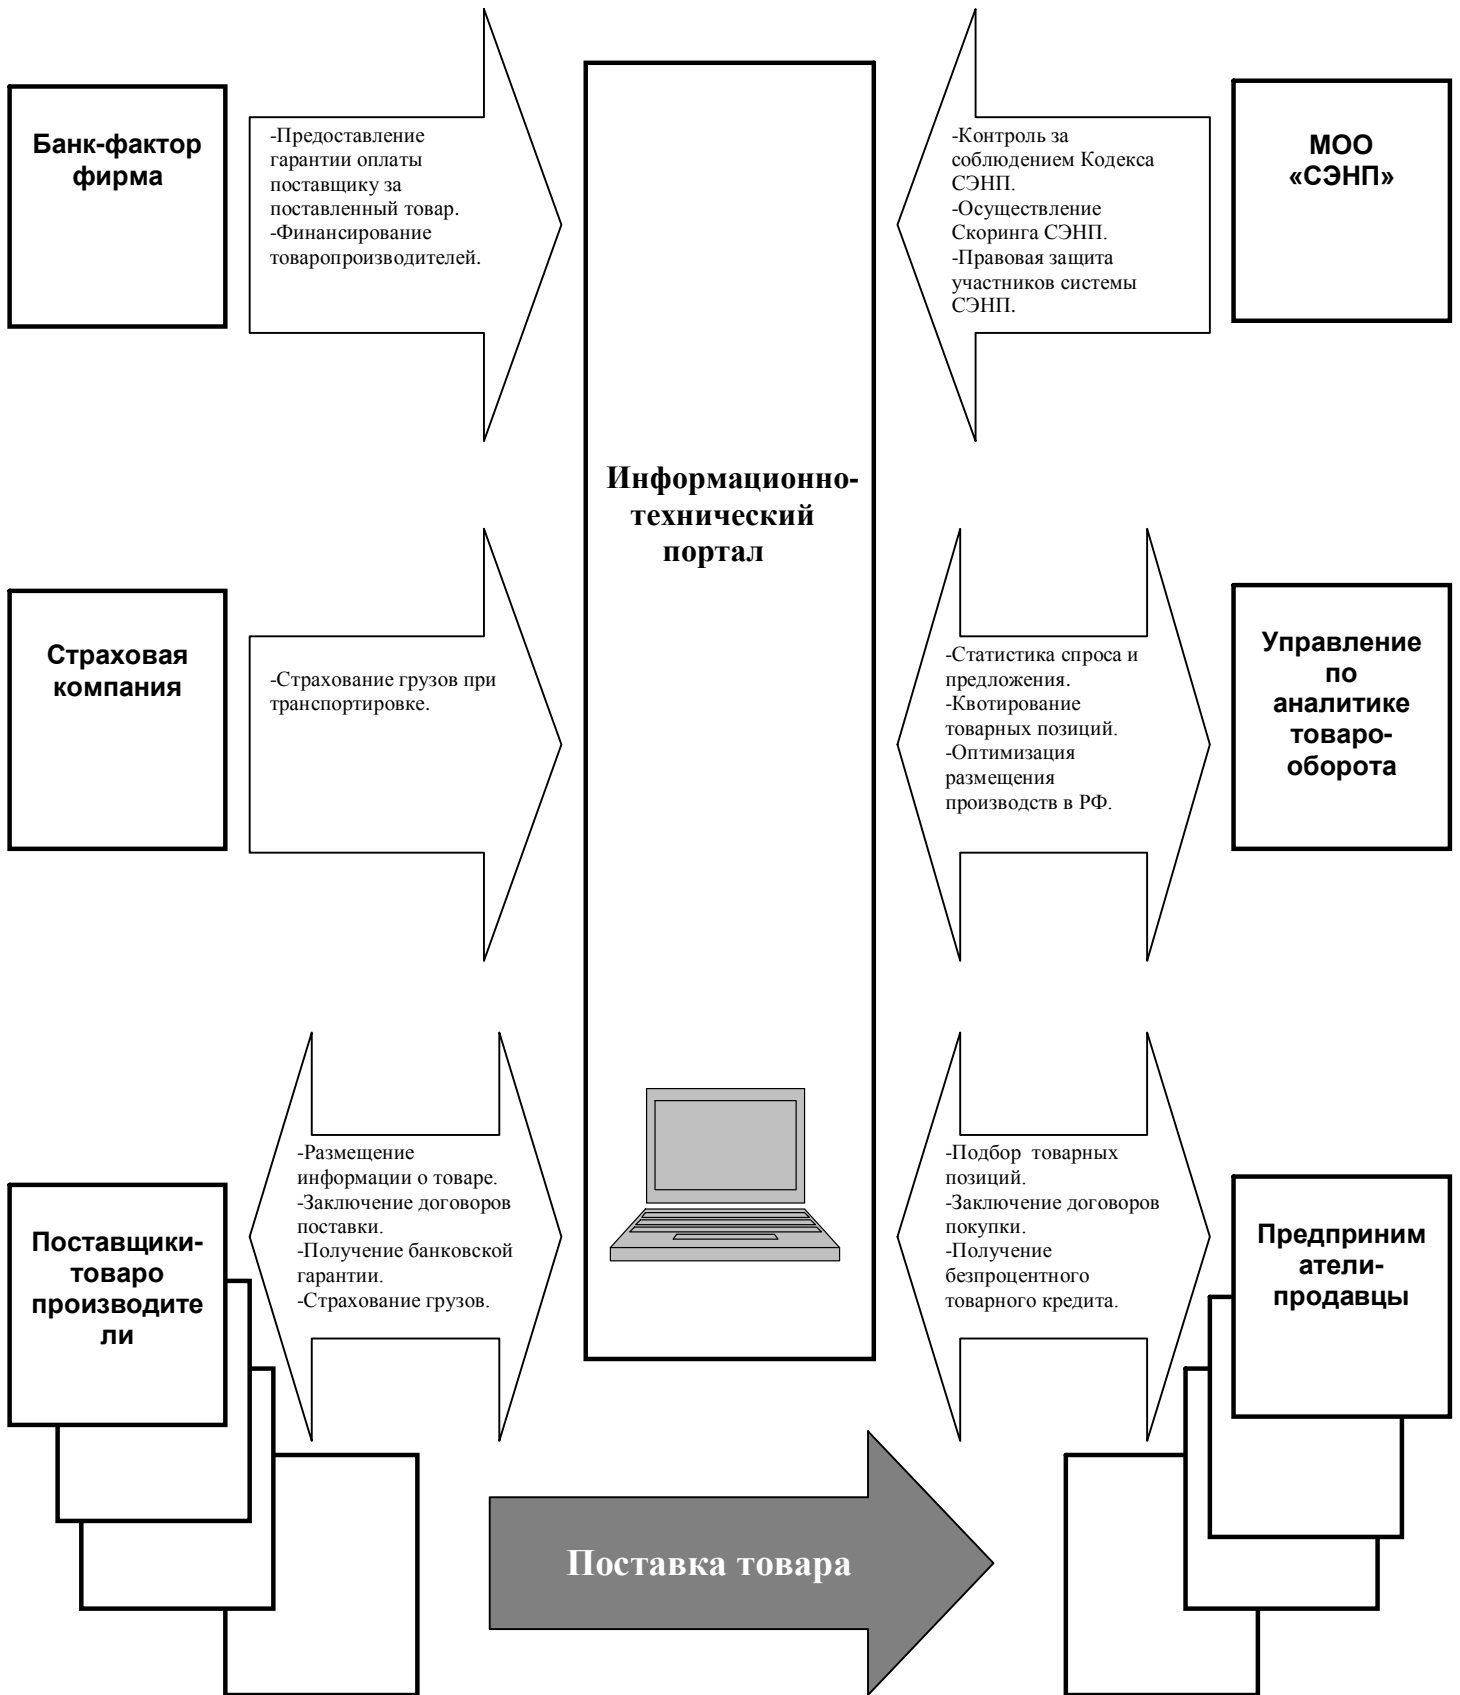 Банк-фактор
фирма
-Предоставление
гарантии оплаты
поставщику за
поставленный товар.
-Финансирование
товаропроизводителей.
-Контроль за
соблюдением Кодекса
СЭНП.
-Осуществление
Скоринга СЭНП.
-Правовая защита
участников системы
СЭНП.
МОО
«СЭНП»
Информационно-
технический
портал
Страховая
компания
-Страхование грузов при
транспортировке.
-Статистика спроса и
предложения.
-Квотирование
товарных позиций.
-Оптимизация
размещения
производств в РФ.
Управление
по
аналитике
товаро-
оборота
Поставщики-
товаро
производите
ли
-Размещение
информации о товаре.
-Заключение договоров
поставки.
-Получение банковской
гарантии.
-Страхование грузов.
-Подбор  товарных
позиций.
-Заключение договоров
покупки.
-Получение
безпроцентного
товарного кредита.
Предприним
атели-
продавцы
Поставка товара